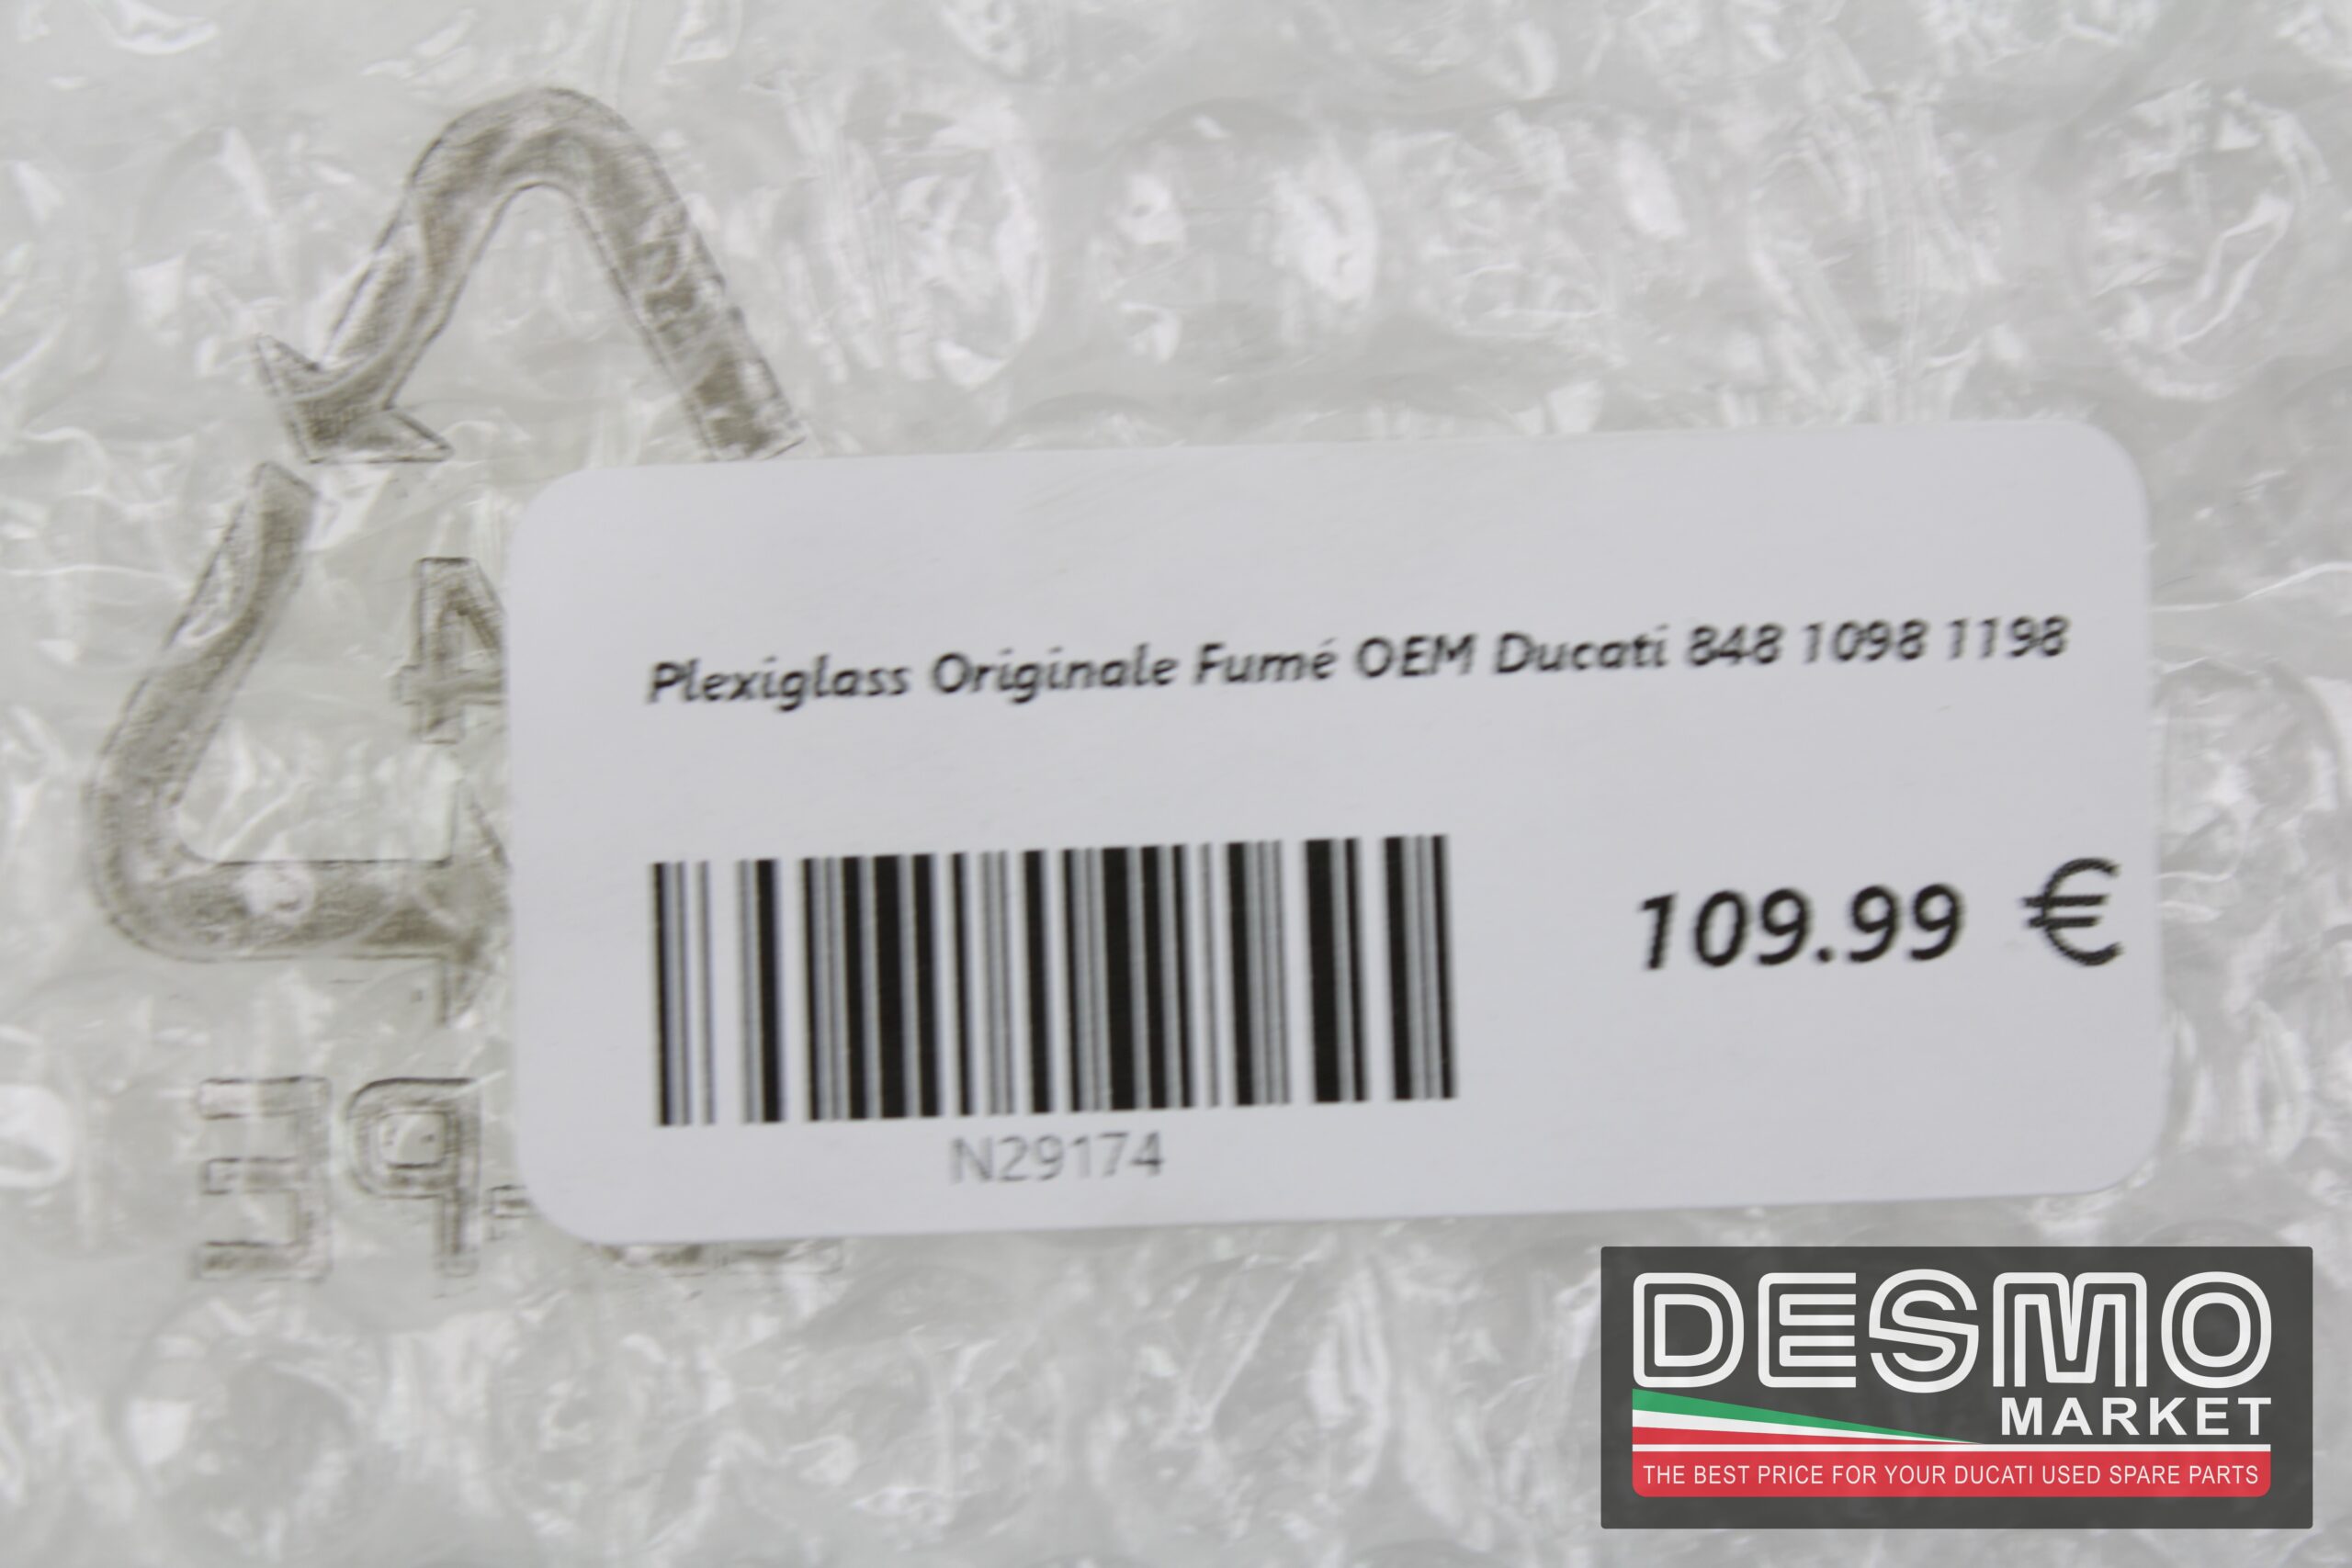 Plexiglass Originale Fumé OEM Ducati 848 1098 1198
109.99 €
N29174
4
PE
DESMO
MARKET
THE BEST PRICE FOR YOUR DUCATI USED SPARE PARTS